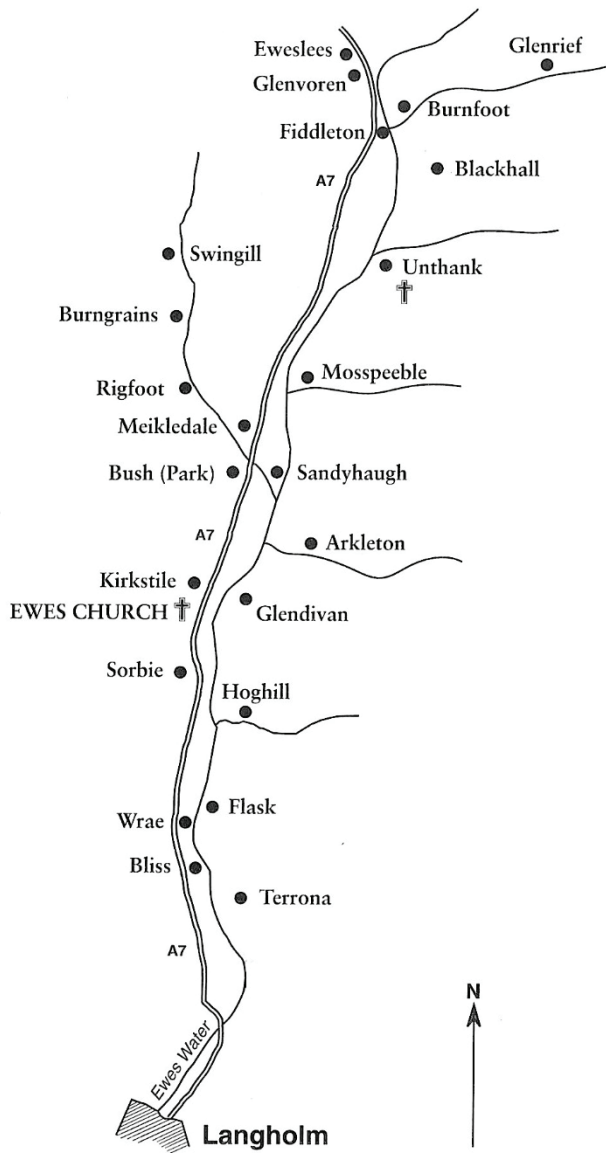 Eweslees
Glenrief
Glenvoren
Burnfoot
Fiddleton
Blackhall
A7
Swingill
Unthank
Burngrains
Mosspeeble
Rigfoot
Meikledale
Bush (Park)
Sandyhaugh
A7
Arkleton
Kirkstile
EWES CHURCH
Glendivan
Sorbie
Hoghill
Flask
Wrae
Bliss
Terrona
A7
N
Ewes Water
Langholm